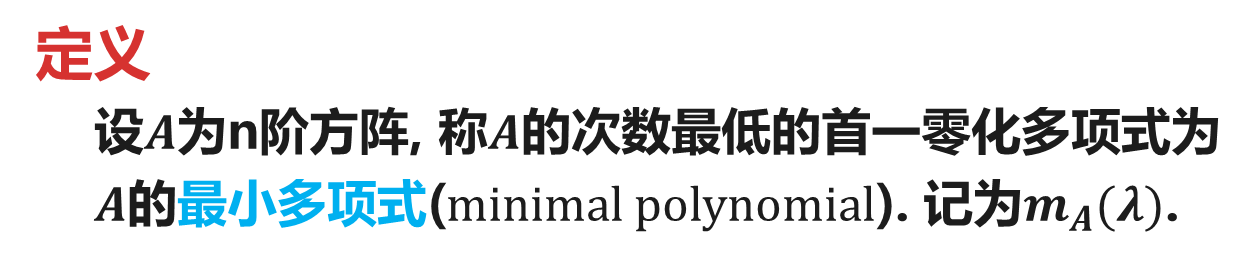 定义
设A为n阶方阵, 称A的次数最低的首一零化多项式为
A的最小多项式(minimal polynomial). 记为m_A(λ).